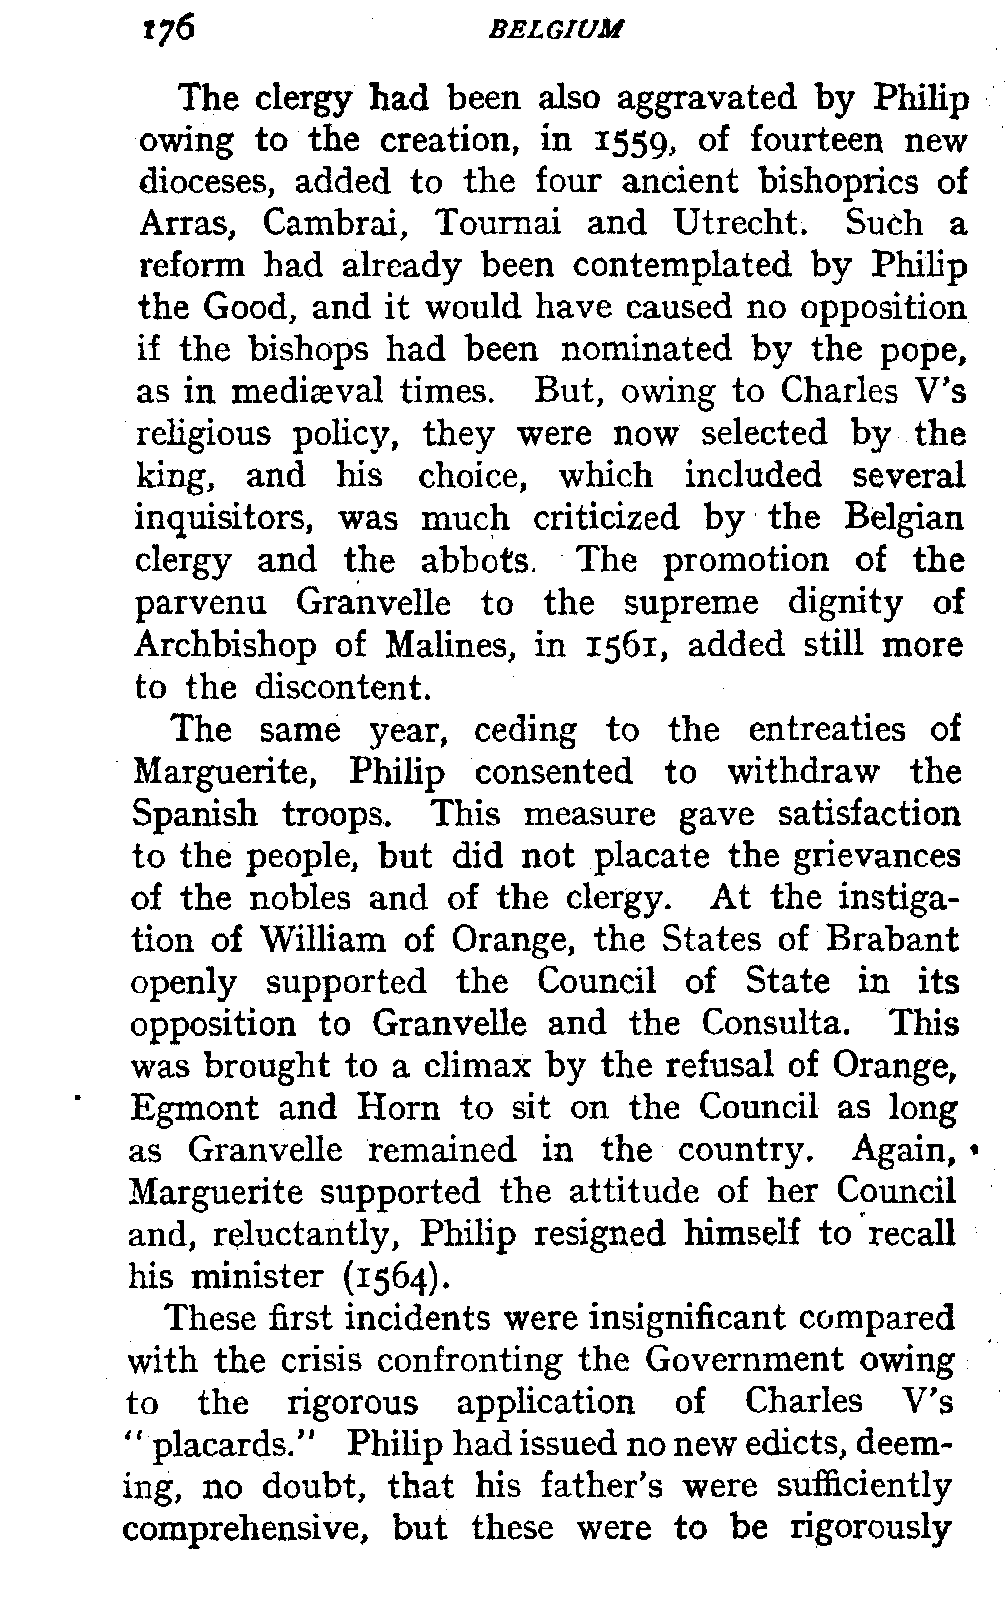 176 BELGIUM
The clergy had been also aggravated by Philip
owing to the creation, in 1559, of fourteen new
dioceses, added to the four ancient bishoprics of
Arras, Cambrai, Tournai and Utrecht. Such a
reform had already been contemplated by Philip
the Good, and it would have caused no opposition
if the bishops had been nominated by the pope,
as in mediæval times. But, owing to Charles V's
religious policy, they were now selected by the
king, and his choice, which included several
inquisitors, was much criticized by the Belgian
clergy and the abbots. The promotion of the
parvenu Granvelle to the supreme dignity of
Archbishop of Malines, in 1561, added still more
to the discontent.
The same year, ceding to the entreaties of
Marguerite, Philip consented to withdraw the
Spanish troops. This measure gave satisfaction
to the people, but did not placate the grievances
of the nobles and of the clergy. At the instiga-
tion of William of Orange, the States of Brabant
openly supported the Council of State in its
opposition to Granvelle and the Consulta. This
was brought to a climax by the refusal of Orange,
Egmont and Horn to sit on the Council as long
as Granvelle remained in the country. Again,
Marguerite supported the attitude of her Council
and, reluctantly, Philip resigned himself to recall
his minister (1564).
These first incidents were insignificant compared
with the crisis confronting the Government owing
to the rigorous application of Charles V's
"placards." Philip had issued no new edicts, deem-
ing, no doubt, that his father's were sufficiently
comprehensive, but these were to be rigorously